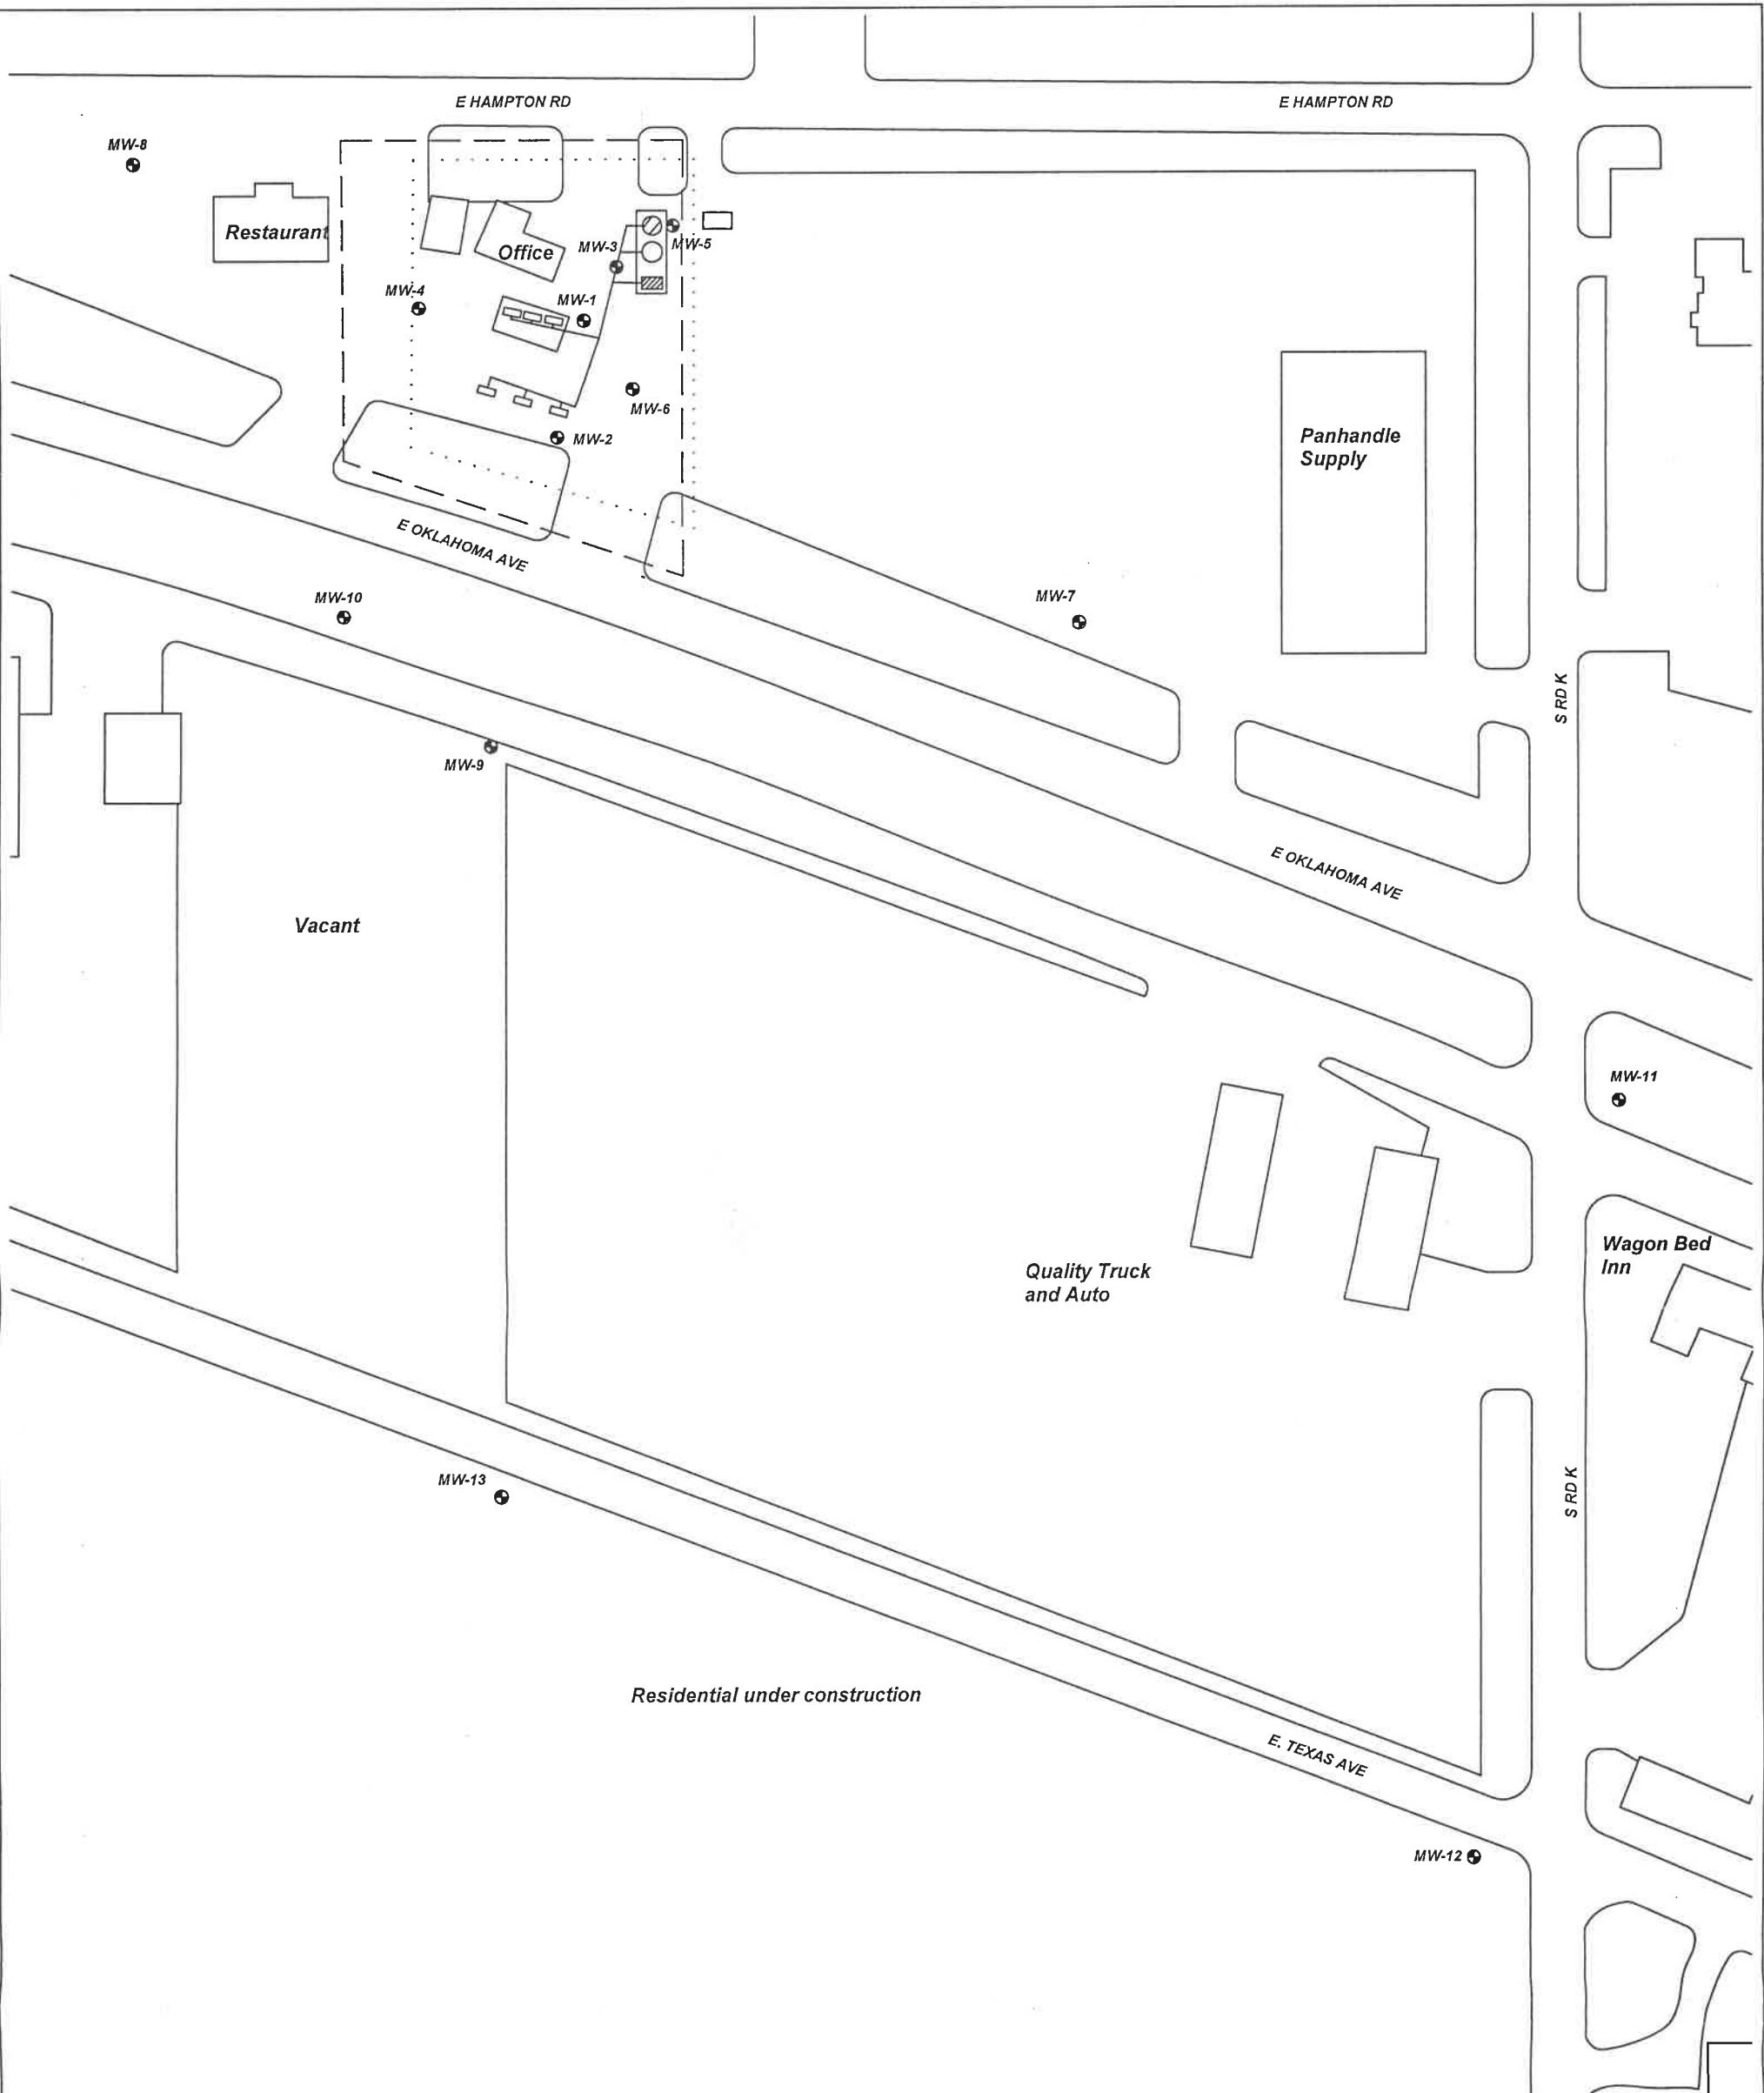 E HAMPTON RD
E HAMPTON RD
MW-8
Restaurant
Office
MW-3
MW-5
MW-4
MW-1
MW-6
MW-2
Panhandle
Supply
E OKLAHOMA AVE
MW-10
MW-7
S RD K
MW-9
E OKLAHOMA AVE
Vacant
MW-11
Wagon Bed
Inn
Quality Truck
and Auto
MW-13
S RD K
Residential under construction
E. TEXAS AVE
MW-12